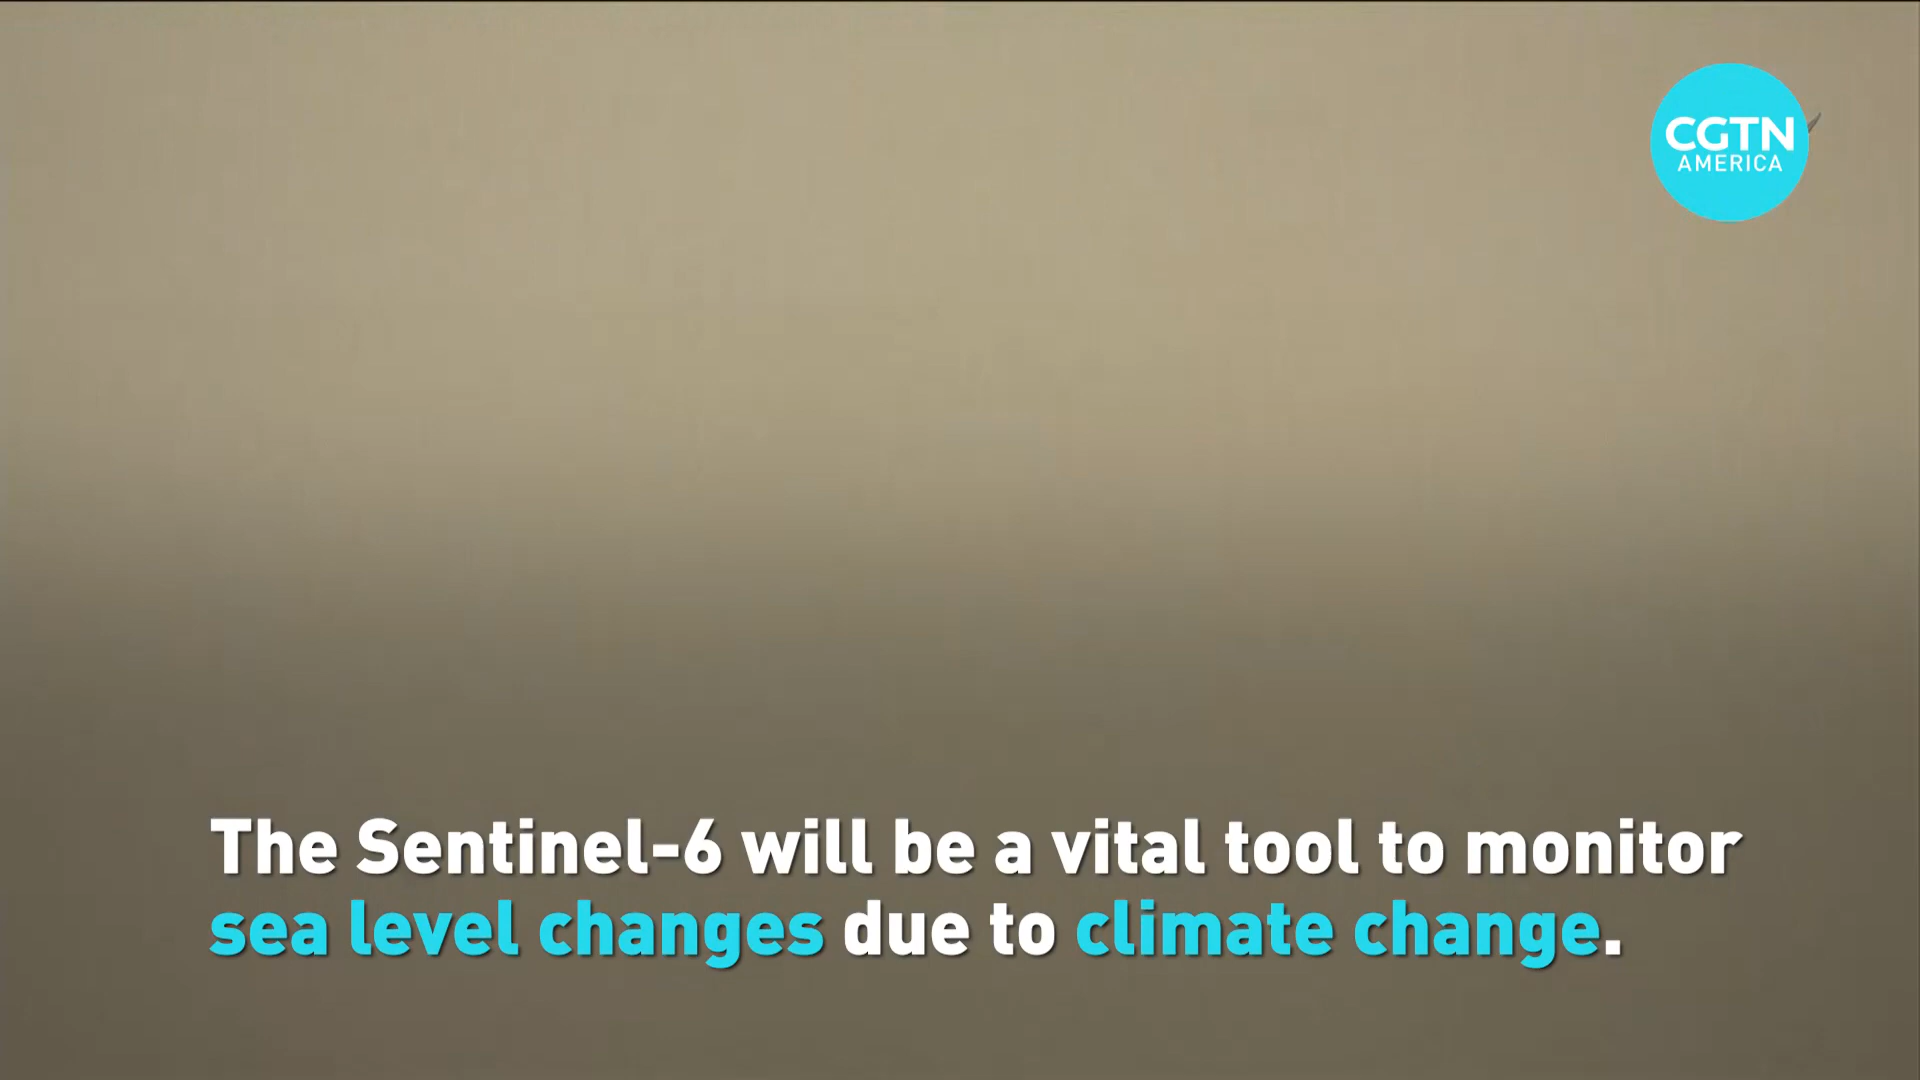 CGTN
AMERICA
The Sentinel-6 will be a vital tool to monitor
sea level changes due to climate change.